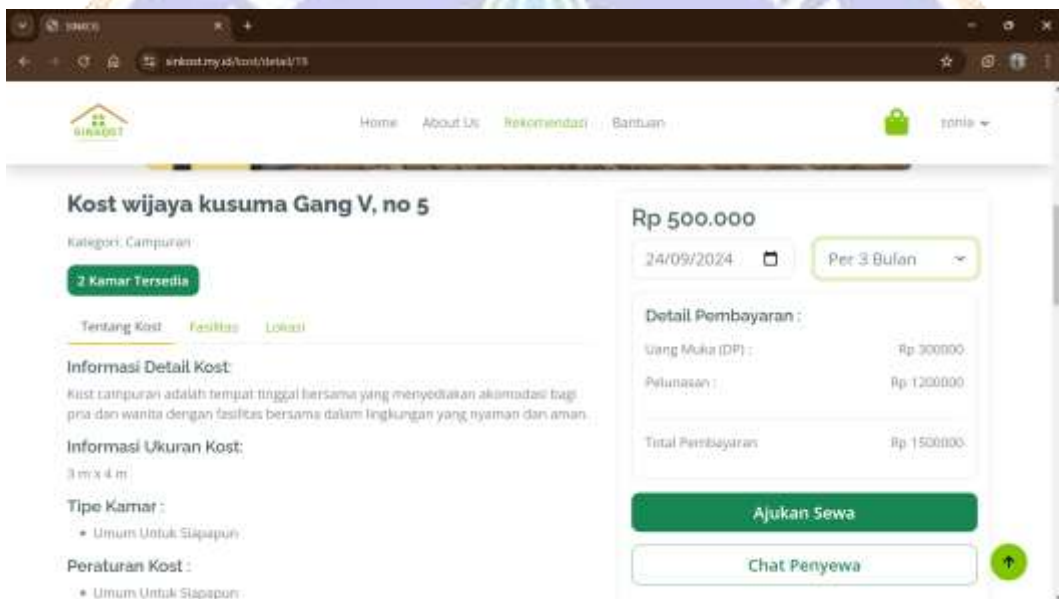 SINKOS
sinkost.my.id/kost/detail/19
SINKOST
Home About Us Rekomendasi Bantuan
ronie
Kost wijaya kusuma Gang V, no 5
Kategori: Campuran
2 Kamar Tersedia
Tentang Kost Fasilitas Lokasi
Informasi Detail Kost:
Kost campuran adalah tempat tinggal bersama yang menyediakan akomodasi bagi
pria dan wanita dengan fasilitas bersama dalam lingkungan yang nyaman dan aman.
Informasi Ukuran Kost:
3 m x 4 m
Tipe Kamar :
Umum Untuk Siapapun
Peraturan Kost :
Umum Untuk Siapapun
Rp 500.000
24/09/2024 Per 3 Bulan
Detail Pembayaran :
Uang Muka (DP) : Rp 300000
Pelunasan : Rp 1200000
Total Pembayaran Rp 1500000
Ajukan Sewa
Chat Penyewa